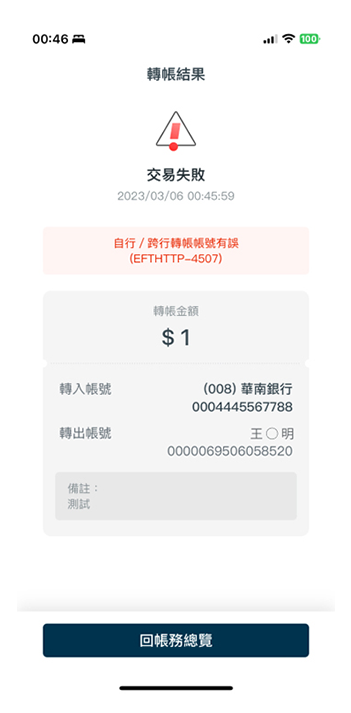 00:46
100
轉帳結果
交易失敗
2023/03/06 00:45:59
自行 / 跨行轉帳帳號有誤
(EFTHTTP-4507)
轉帳金額
$ 1
轉入帳號
(008) 華南銀行
0004445567788
轉出帳號
王〇明
0000069506058520
備註：
測試
回帳務總覽